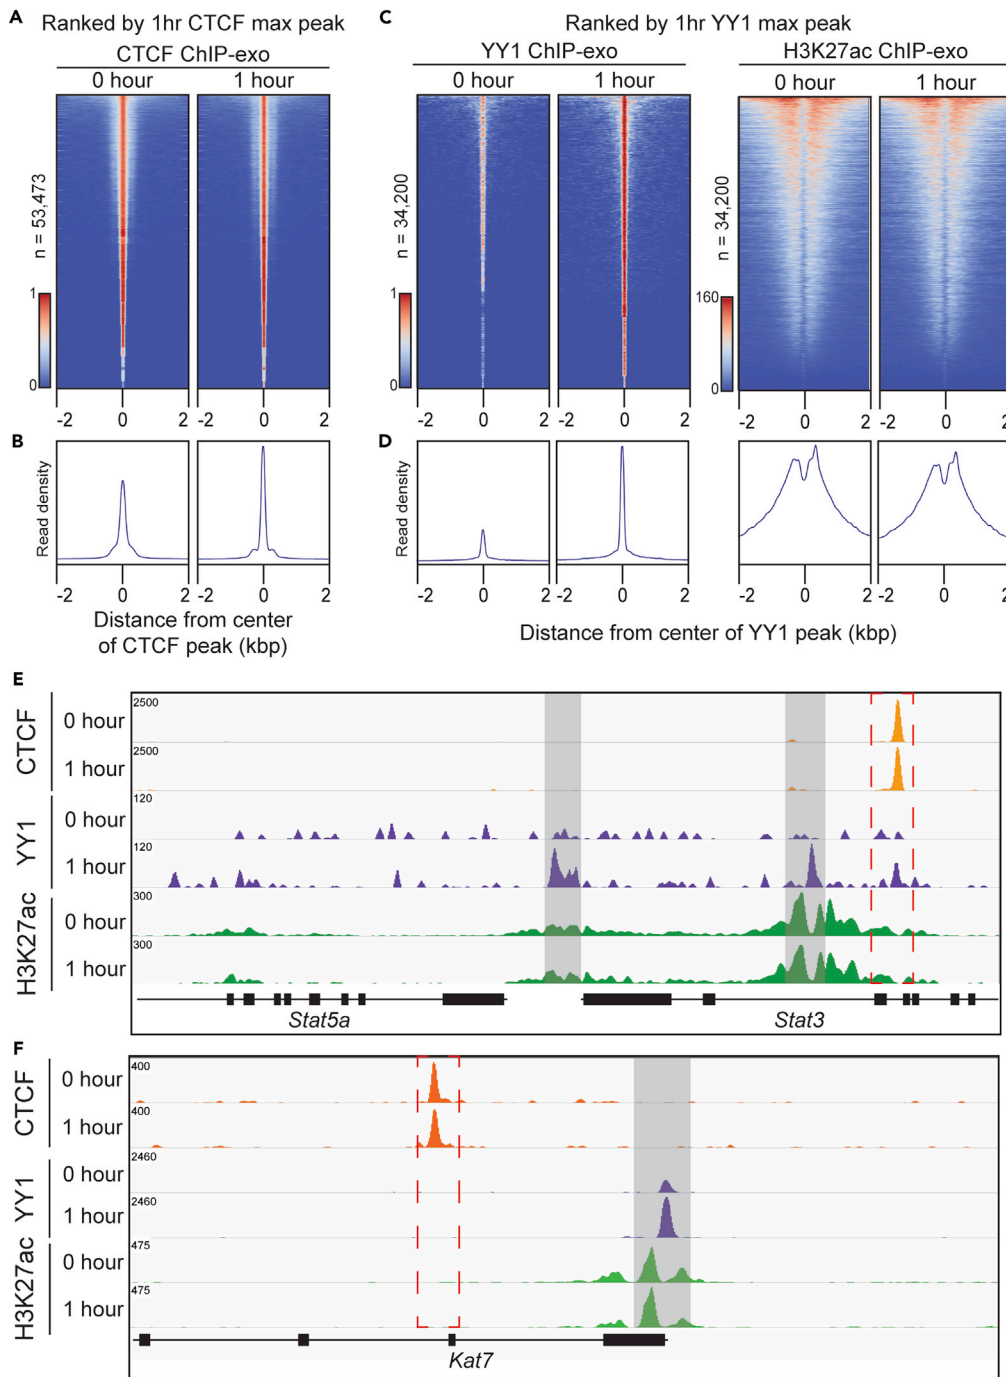 A
Ranked by 1hr CTCF max peak
CTCF ChIP-exo
0 hour 1 hour
n = 53,473
1
0
-2 0 2 -2 0 2
B
Read density
-2 0 2 -2 0 2
Distance from center
of CTCF peak (kbp)
C
Ranked by 1hr YY1 max peak
YY1 ChIP-exo H3K27ac ChIP-exo
0 hour 1 hour 0 hour 1 hour
n = 34,200
1
0
n = 34,200
160
0
-2 0 2 -2 0 2 -2 0 2 -2 0 2
D
Read density
-2 0 2 -2 0 2 -2 0 2 -2 0 2
Distance from center of YY1 peak (kbp)
E
CTCF
0 hour 2500
1 hour 2500
YY1
0 hour 120
1 hour 120
H3K27ac
0 hour 300
1 hour 300
Stat5a Stat3
F
CTCF
0 hour 400
1 hour 400
YY1
0 hour 2460
1 hour 2460
H3K27ac
0 hour 475
1 hour 475
Kat7